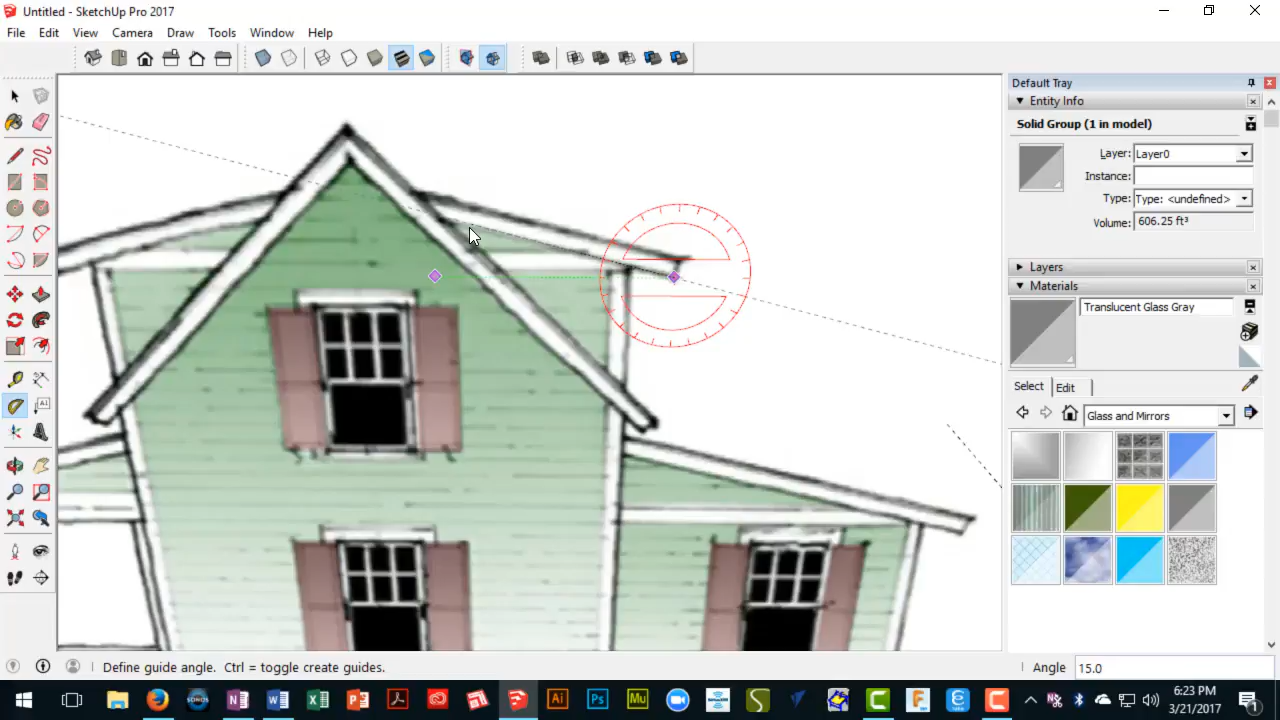 Untitled - SketchUp Pro 2017
File Edit View Camera Draw Tools Window Help
Default Tray
Entity Info
Solid Group (1 in model)
Layer: Layer0
Instance:
Type: Type: <undefined>
Volume: 606.25 ft³
Layers
Materials
Translucent Glass Gray
Select Edit
Glass and Mirrors
Define guide angle. Ctrl = toggle create guides.
Angle 15.0
6:23 PM
3/21/2017